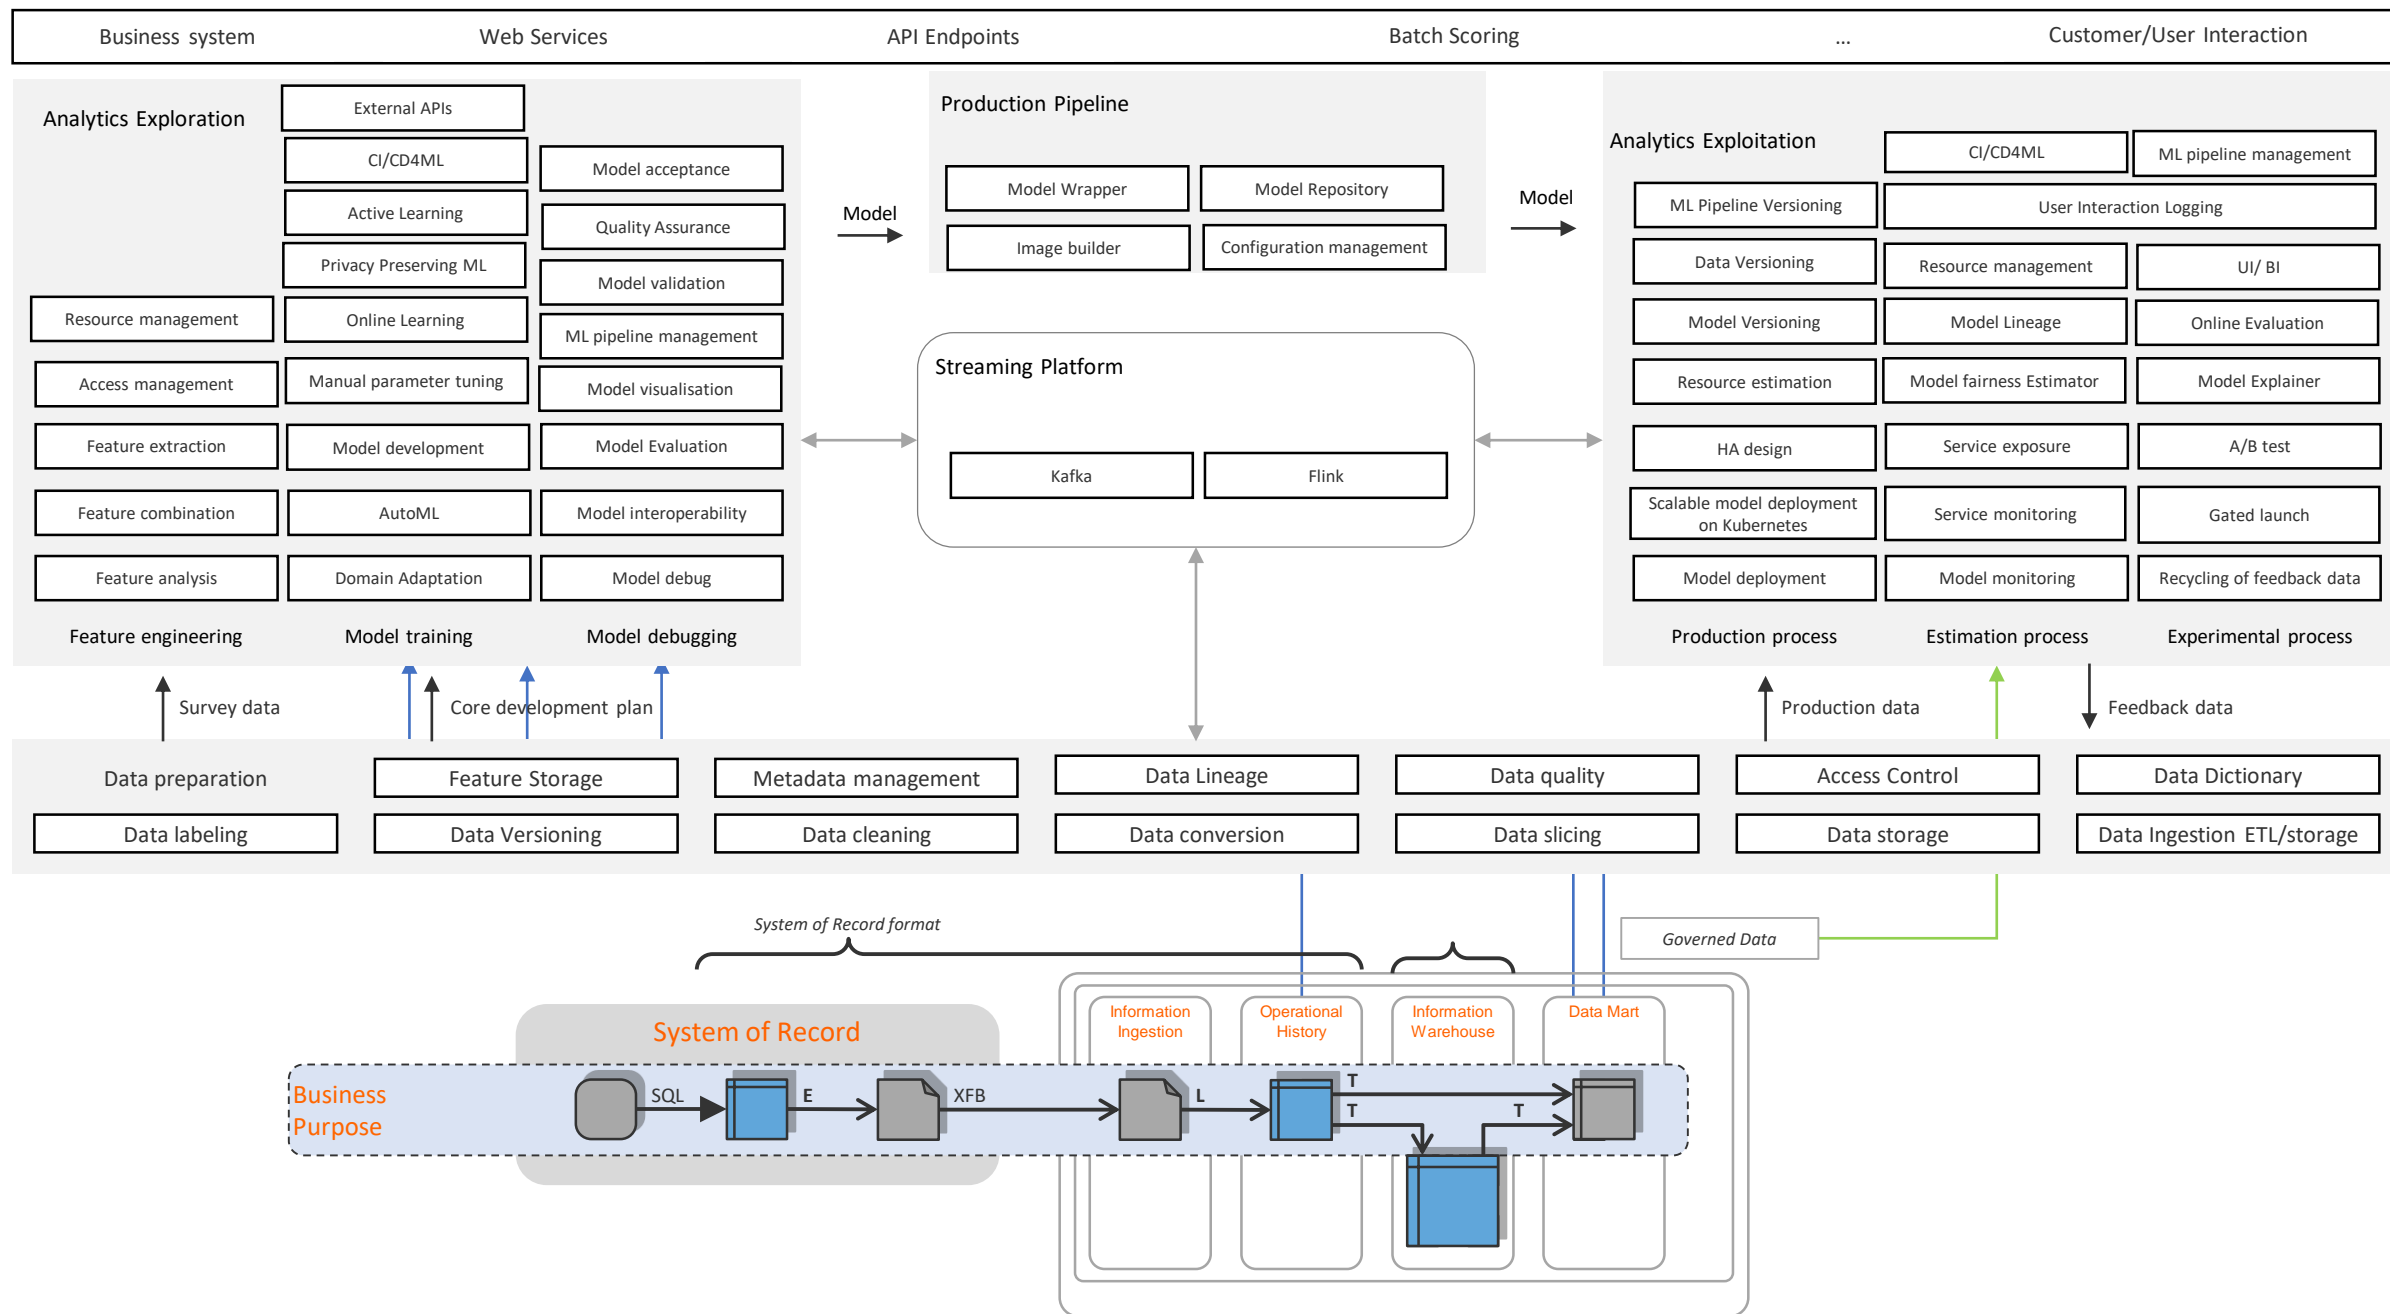 Business system
Web Services
API Endpoints
Batch Scoring
...
Customer/User Interaction
Analytics Exploration
External APIs
CI/CD4ML
Active Learning
Privacy Preserving ML
Online Learning
Manual parameter tuning
Model development
AutoML
Domain Adaptation
Model training
Resource management
Access management
Feature extraction
Feature combination
Feature analysis
Feature engineering
Model acceptance
Quality Assurance
Model validation
ML pipeline management
Model visualisation
Model Evaluation
Model interoperability
Model debug
Model debugging
Model
Production Pipeline
Model Wrapper
Model Repository
Image builder
Configuration management
Model
Streaming Platform
Kafka
Flink
Analytics Exploitation
CI/CD4ML
ML pipeline management
ML Pipeline Versioning
User Interaction Logging
Data Versioning
Resource management
UI/ BI
Model Versioning
Model Lineage
Online Evaluation
Resource estimation
Model fairness Estimator
Model Explainer
HA design
Service exposure
A/B test
Scalable model deployment
on Kubernetes
Service monitoring
Gated launch
Model deployment
Model monitoring
Recycling of feedback data
Production process
Estimation process
Experimental process
Survey data
Core development plan
Production data
Feedback data
Data preparation
Feature Storage
Metadata management
Data Lineage
Data quality
Access Control
Data Dictionary
Data labeling
Data Versioning
Data cleaning
Data conversion
Data slicing
Data storage
Data Ingestion ETL/storage
System of Record format
Governed Data
System of Record
Information
Ingestion
Operational
History
Information
Warehouse
Data Mart
Business
Purpose
SQL
E
XFB
L
T
T
T